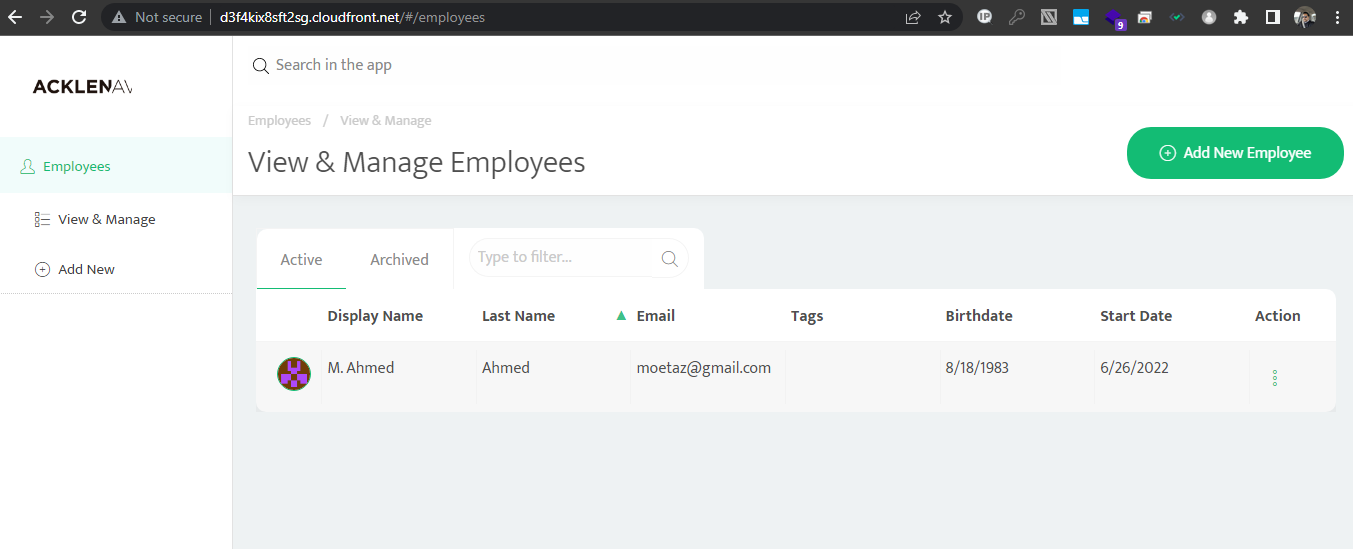 Not secure d3f4kix8sft2sg.cloudfront.net/#/employees
IP
9
ACKLENAV
Search in the app
Employees / View & Manage
View & Manage Employees
Add New Employee
Employees
View & Manage
Add New
Active Archived Type to filter...
Display Name Last Name ▲ Email Tags Birthdate Start Date Action
M. Ahmed Ahmed moetaz@gmail.com 8/18/1983 6/26/2022